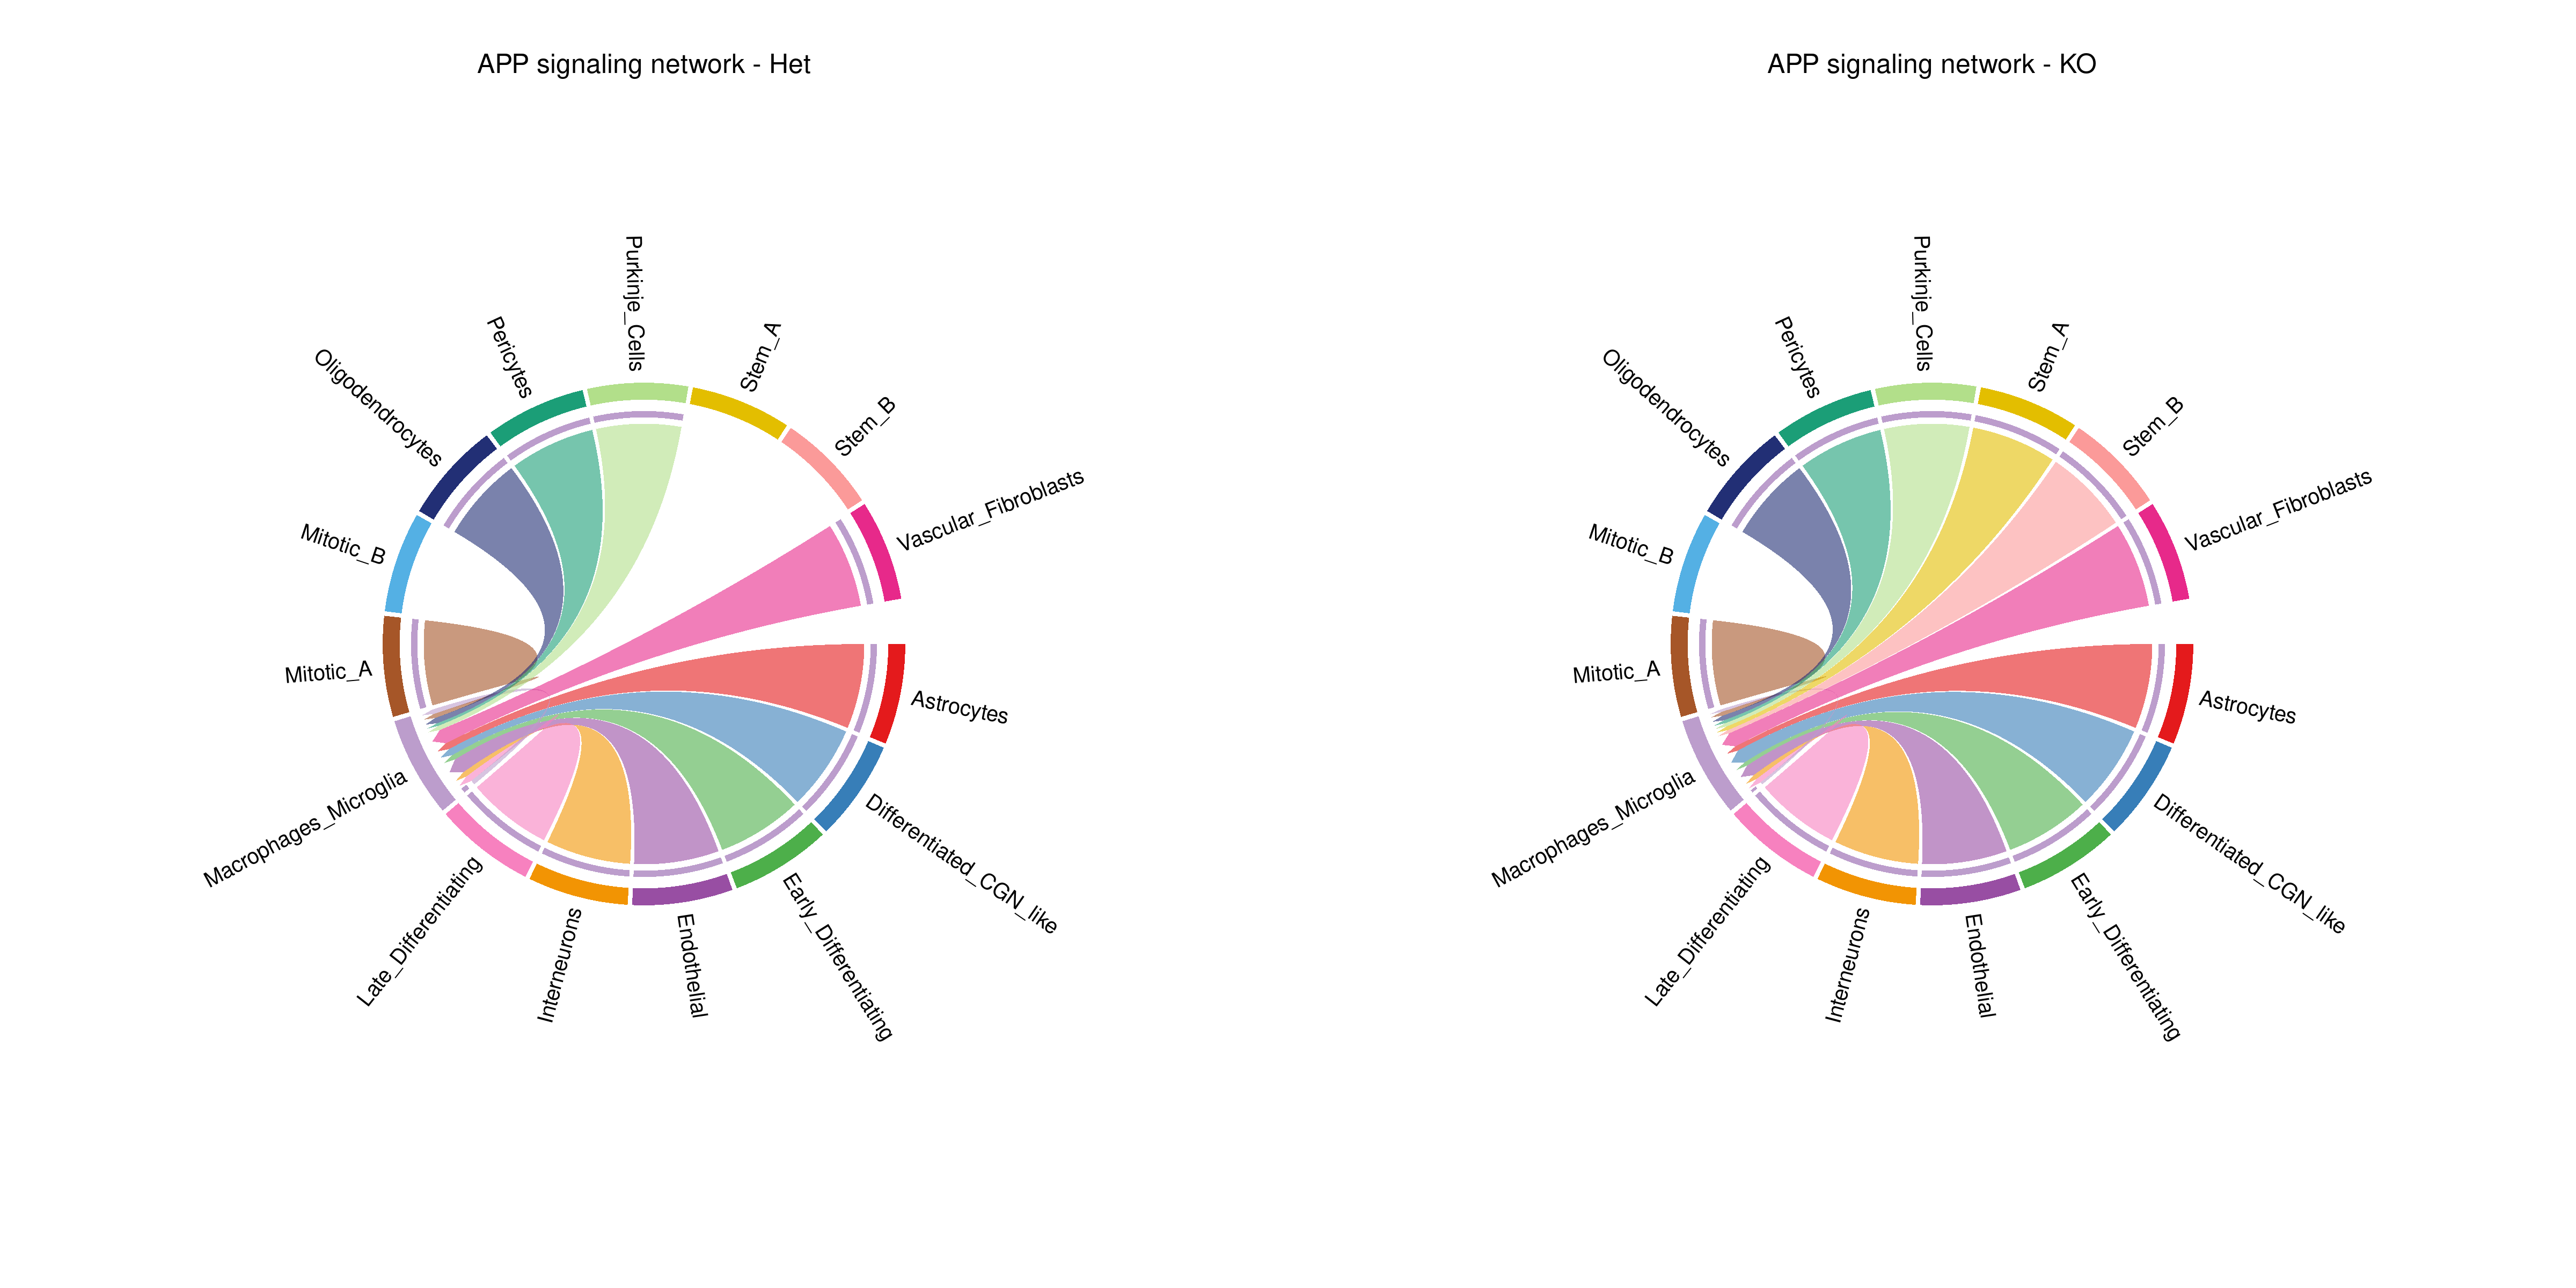 APP signaling network - Het
Purkinje_Cells
Stem_A
Pericytes
Oligodendrocytes
Stem_B
Vascular_Fibroblasts
Mitotic_B
Mitotic_A
Astrocytes
Macrophages_Microglia
Differentiated_CGN_like
Late_Differentiating
Interneurons
Endothelial
Early_Differentiating
APP signaling network - KO
Purkinje_Cells
Stem_A
Pericytes
Oligodendrocytes
Stem_B
Vascular_Fibroblasts
Mitotic_B
Mitotic_A
Astrocytes
Macrophages_Microglia
Differentiated_CGN_like
Late_Differentiating
Interneurons
Endothelial
Early_Differentiating